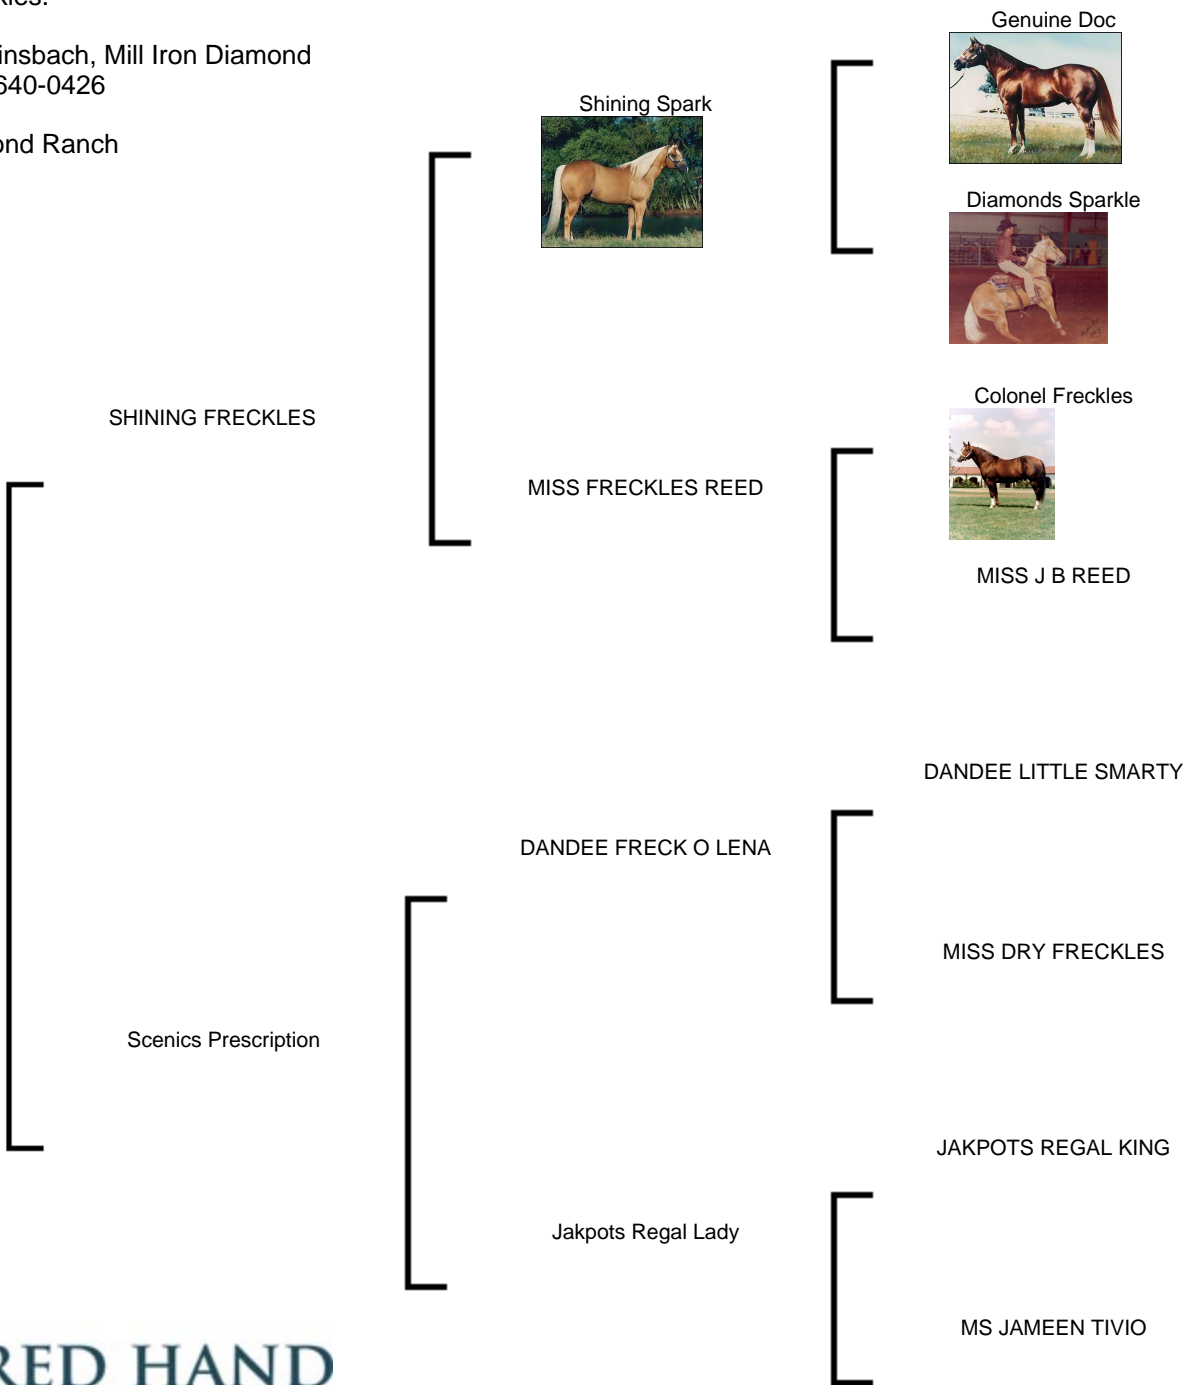 insbach, Mill Iron Diamond
640-0426
ond Ranch
Genuine Doc
Shining Spark
Diamonds Sparkle
SHINING FRECKLES
Colonel Freckles
MISS FRECKLES REED
MISS J B REED
DANDEE LITTLE SMARTY
DANDEE FRECK O LENA
MISS DRY FRECKLES
Scenics Prescription
JAKPOTS REGAL KING
Jakpots Regal Lady
MS JAMEEN TIVIO
RED HAND